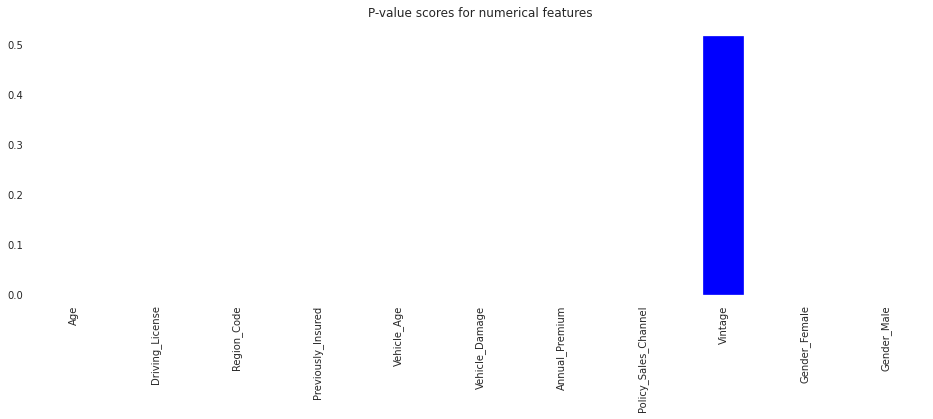 P-value scores for numerical features
0.5
0.4
0.3
0.2
0.1
0.0
Age
Driving_License
Region_Code
Previously_Insured
Vehicle_Age
Vehicle_Damage
Annual_Premium
Policy_Sales_Channel
Vintage
Gender_Female
Gender_Male